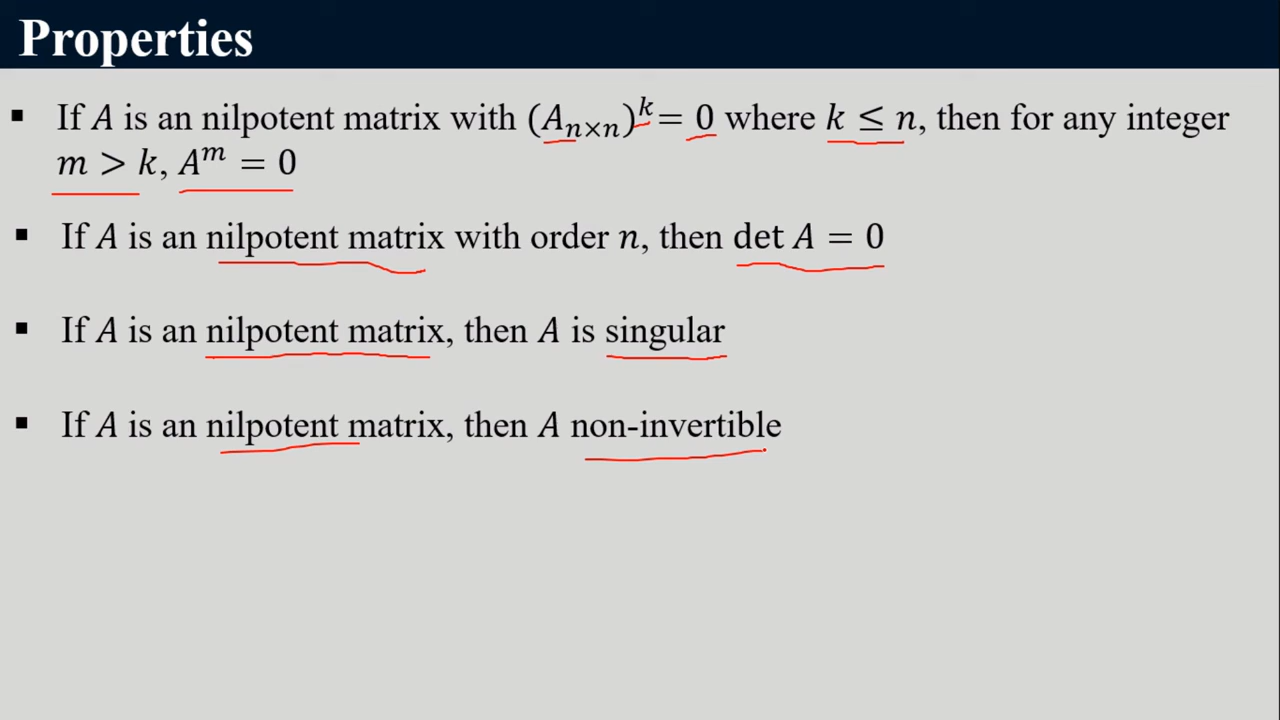 Properties
▪ If A is an nilpotent matrix with (Aₙ×ₙ)ᵏ = 0 where k ≤ n, then for any integer
m > k, Aᵐ = 0
▪ If A is an nilpotent matrix with order n, then det A = 0
▪ If A is an nilpotent matrix, then A is singular
▪ If A is an nilpotent matrix, then A non-invertible